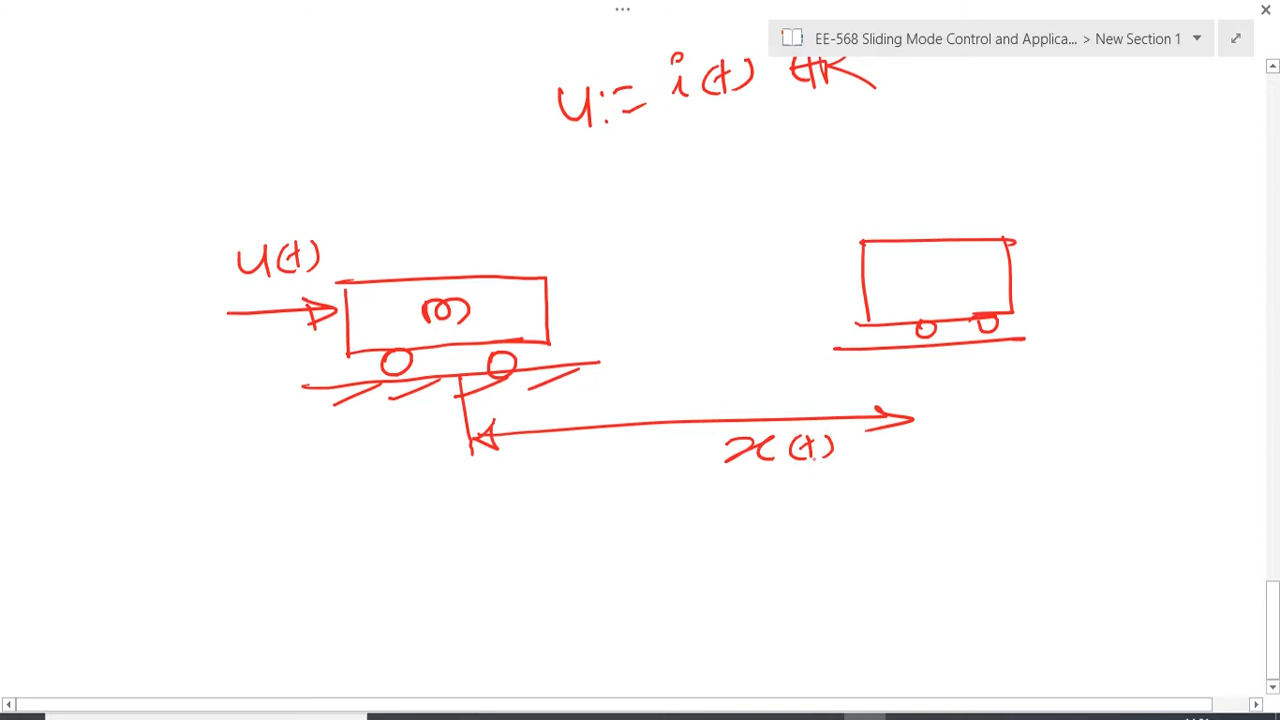 EE-568 Sliding Mode Control and Applica... > New Section 1
u := i(t)
u(t)
m
x(t)